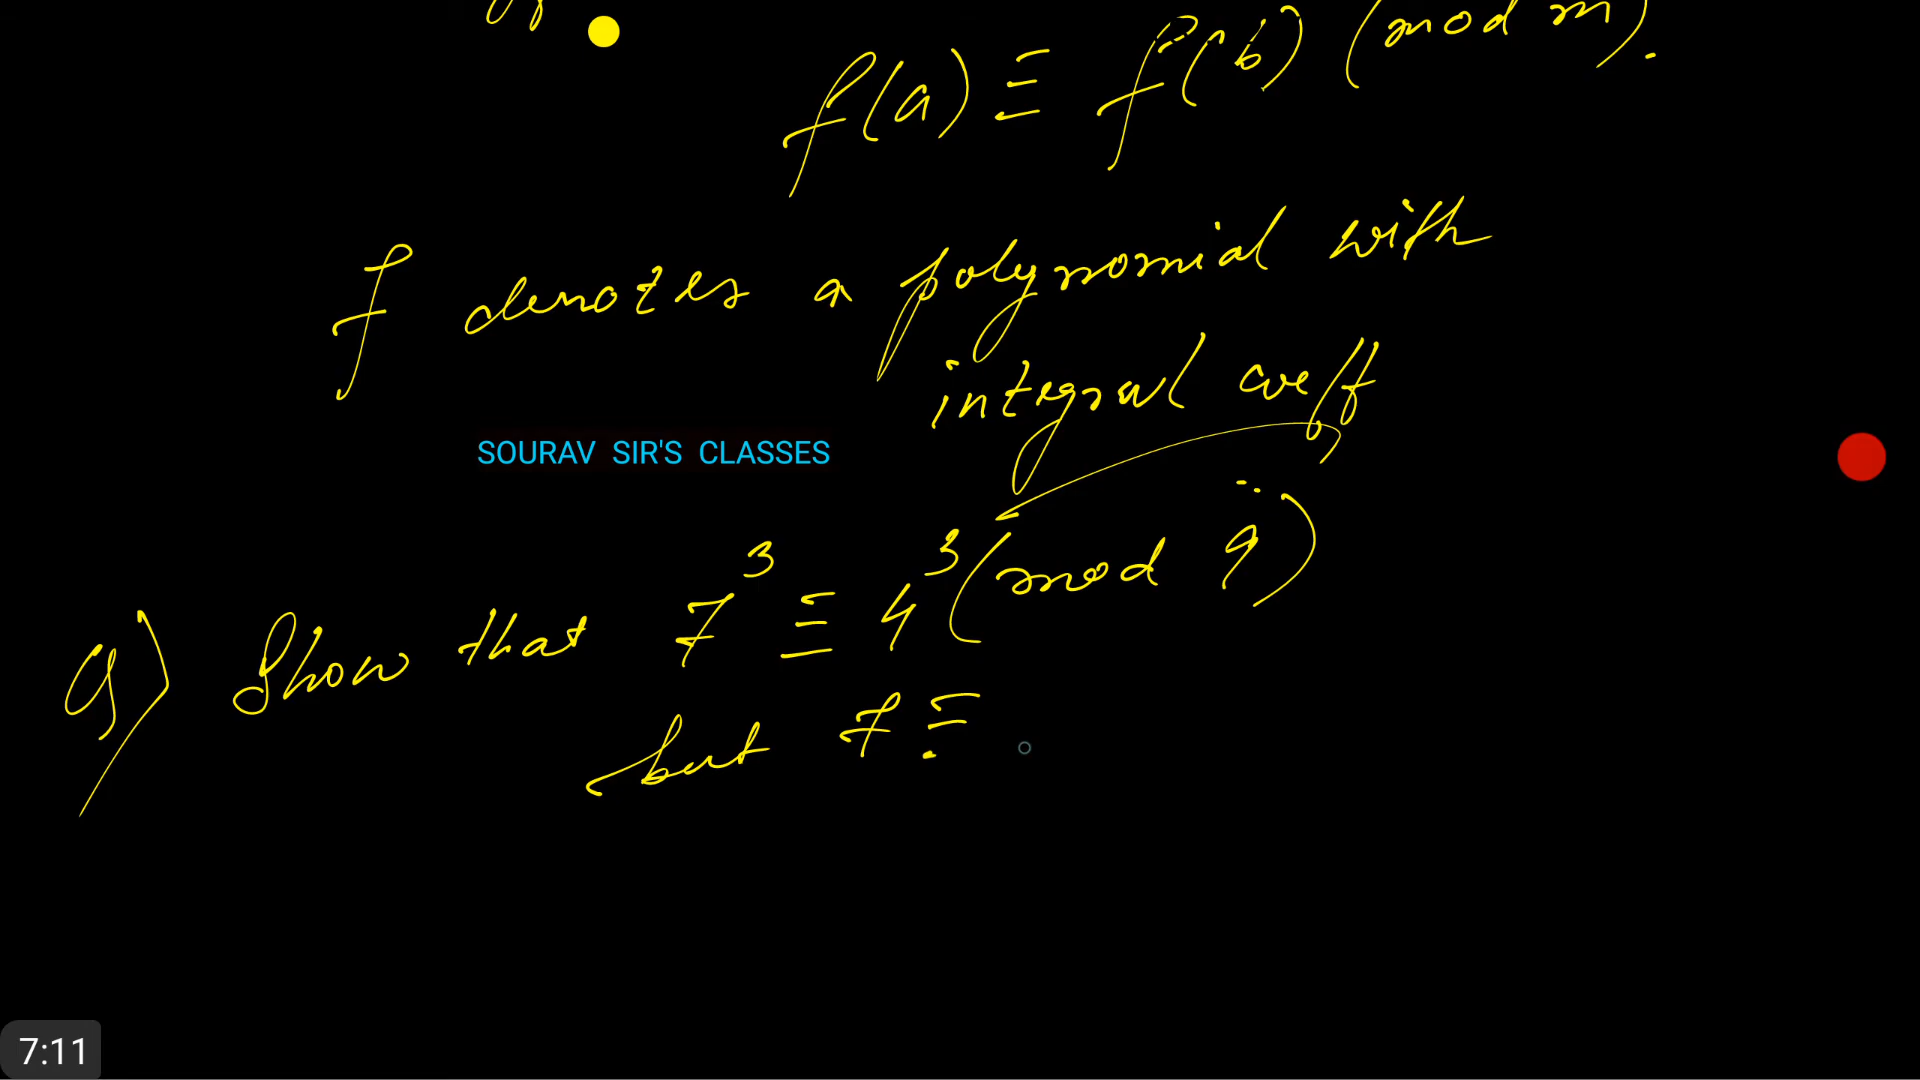 f(a) ≡ f(b) (mod m).
f denotes a polynomial with
integral coeff
SOURAV SIR'S CLASSES
Q) Show that 7³ ≡ 4³ (mod 9)
but 7 ≡
7:11